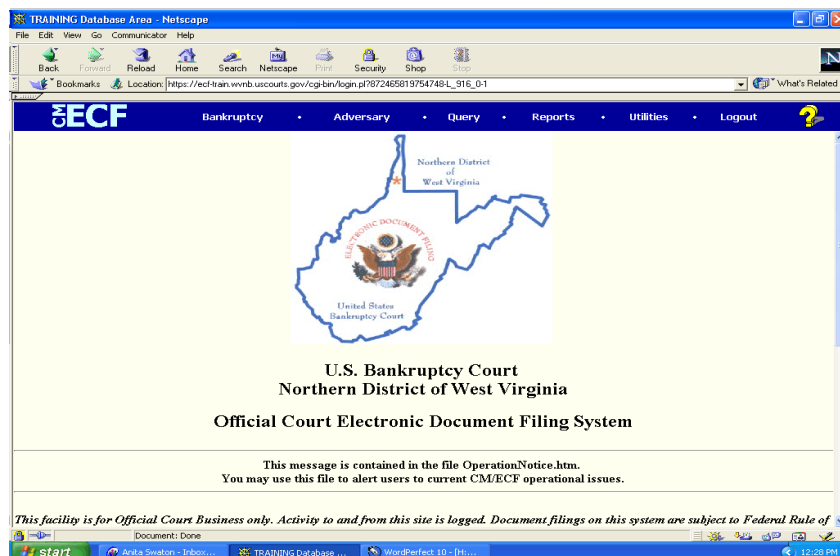 TRAINING Database Area - Netscape
File Edit View Go Communicator Help
Back Forward Reload Home Search Netscape Print Security Shop Stop
Bookmarks Location: https://ecf-train.wvnb.uscourts.gov/cgi-bin/login.pl?872465819754748-L_916_0-1 What's Related
CM ECF Bankruptcy • Adversary • Query • Reports • Utilities • Logout ?
Northern District
of
West Virginia
ELECTRONIC DOCUMENT FILING
United States
Bankruptcy Court
U.S. Bankruptcy Court
Northern District of West Virginia
Official Court Electronic Document Filing System
This message is contained in the file OperationNotice.htm.
You may use this file to alert users to current CM/ECF operational issues.
This facility is for Official Court Business only. Activity to and from this site is logged. Document filings on this system are subject to Federal Rule of
Document: Done
start Anita Swaton - Inbox... TRAINING Database ... WordPerfect 10 - [H:... 12:28 PM